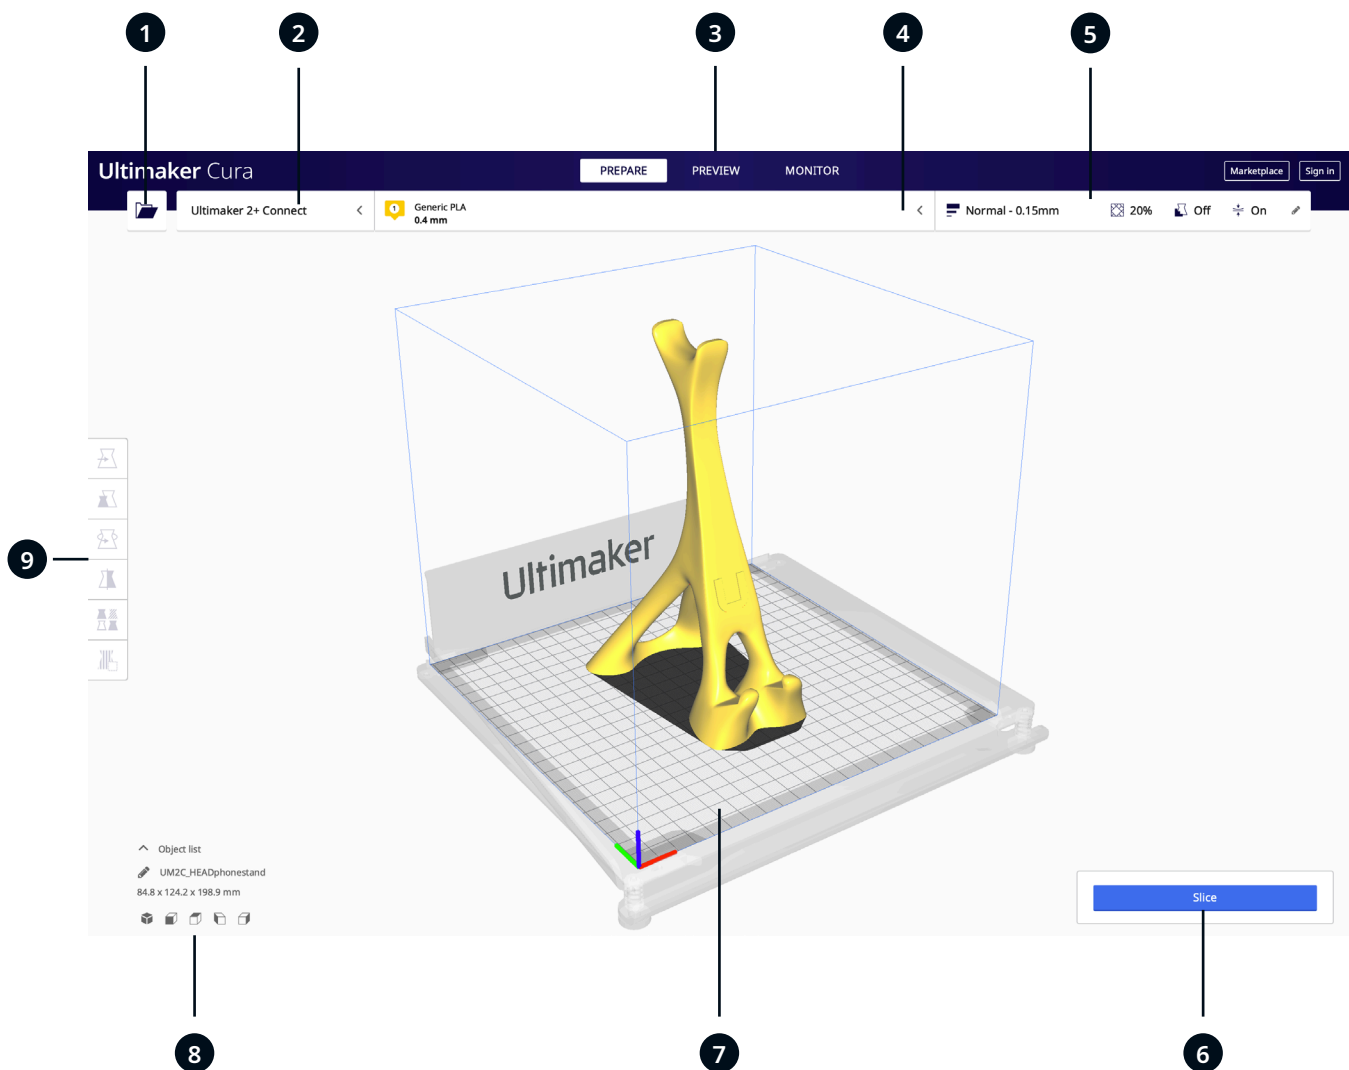 1 2 3 4 5
Ultimaker Cura PREPARE PREVIEW MONITOR Marketplace Sign in
Ultimaker 2+ Connect 1 Generic PLA Normal - 0.15mm 20% Off On
0.4 mm
Ultimaker
U
9
Object list
UM2C_HEADphonestand
84.8 x 124.2 x 198.9 mm
Slice
8 7 6